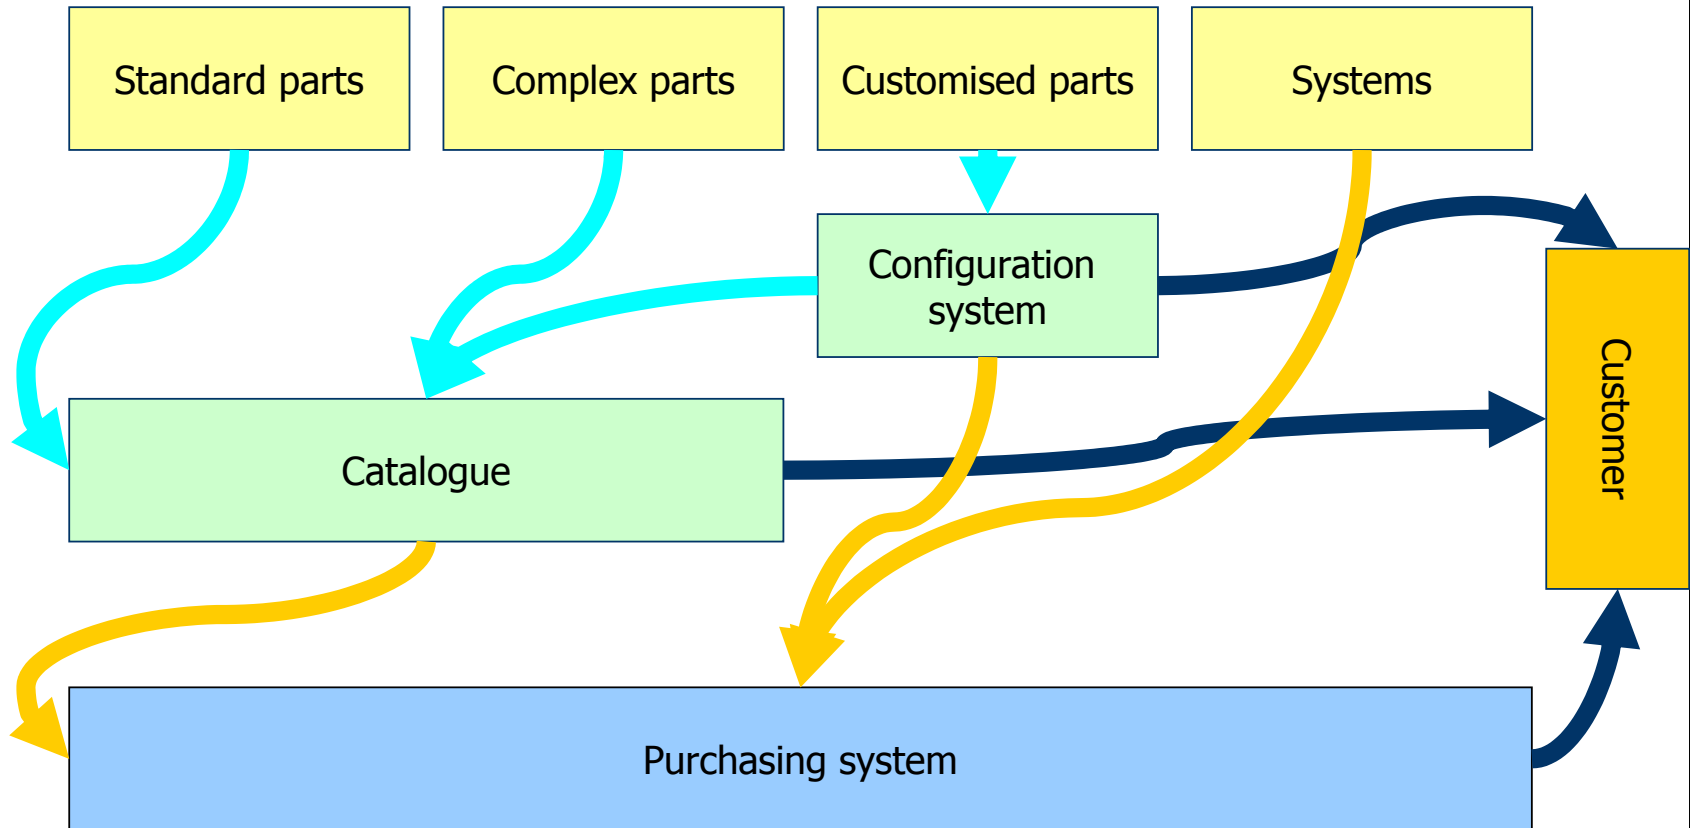 Standard parts
Complex parts
Customised parts
Systems
Configuration
system
Customer
Catalogue
Purchasing system